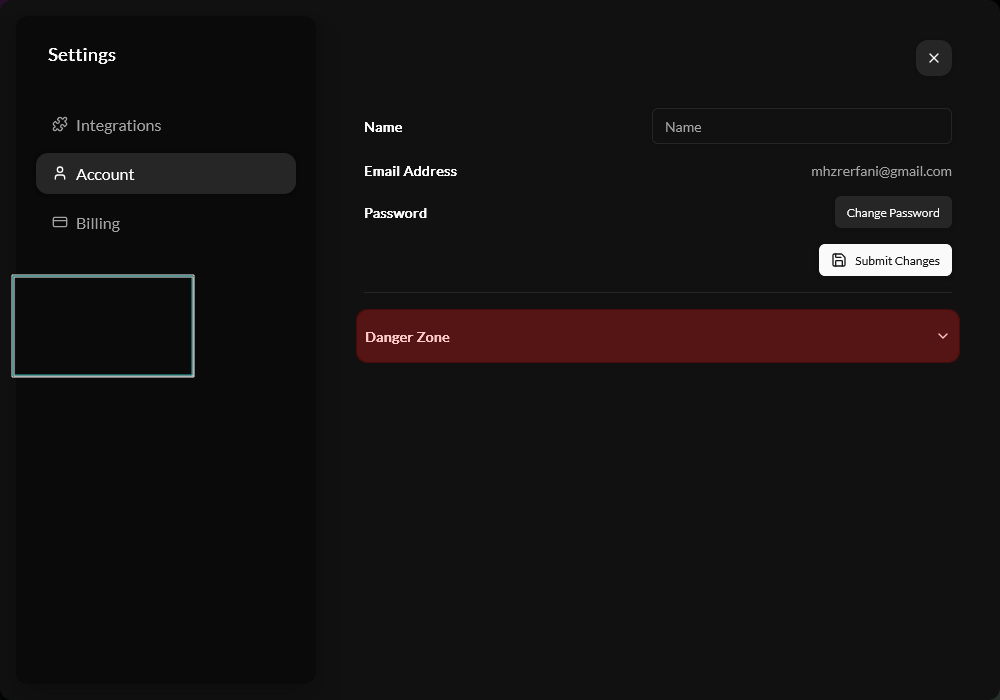 Settings
Integrations
Account
Billing
Name
Name
Email Address
mhzrerfani@gmail.com
Password
Change Password
Submit Changes
Danger Zone